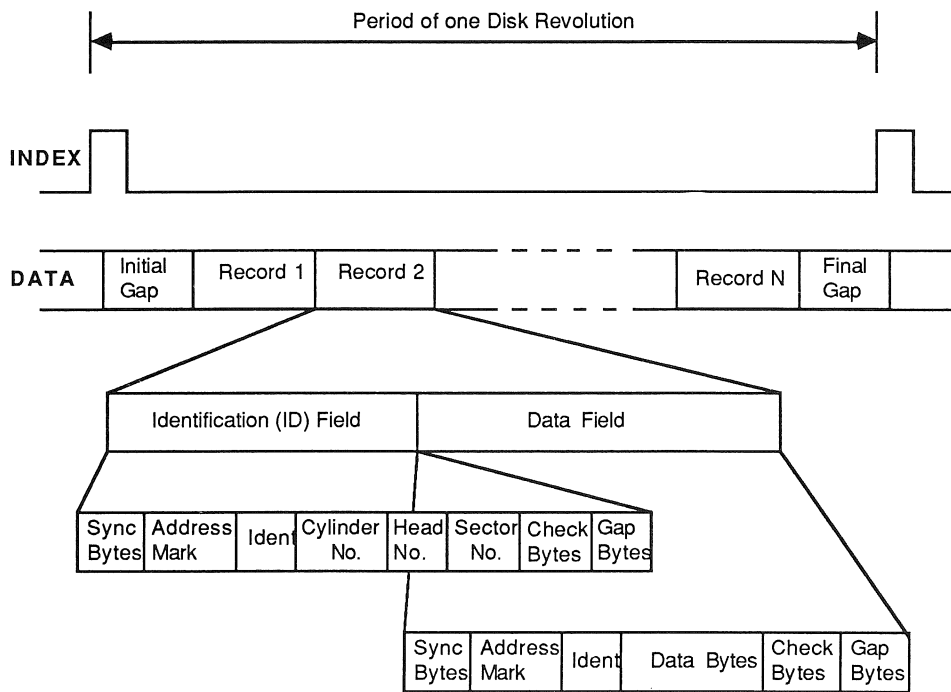 Period of one Disk Revolution
INDEX
DATA
Initial
Gap
Record 1
Record 2
Record N
Final
Gap
Identification (ID) Field
Data Field
Sync
Bytes
Address
Mark
Ident
Cylinder
No.
Head
No.
Sector
No.
Check
Bytes
Gap
Bytes
Sync
Bytes
Address
Mark
Ident
Data Bytes
Check
Bytes
Gap
Bytes